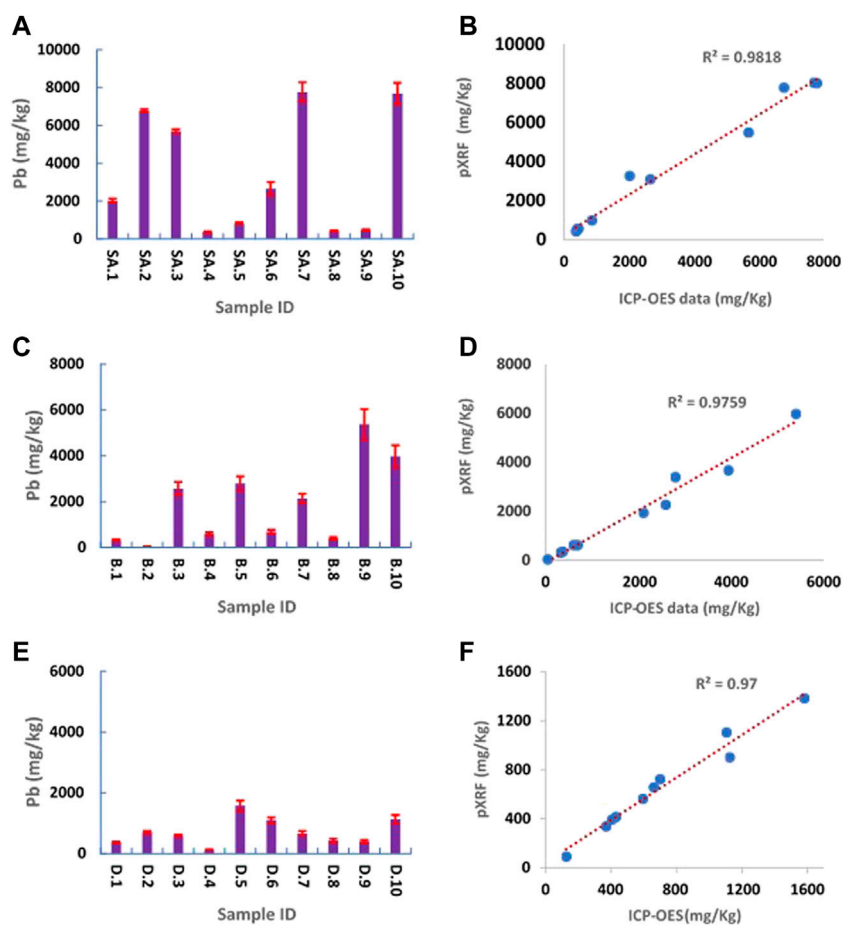 A
10000
8000
6000
4000
2000
0
Pb (mg/kg)
SA.1 SA.2 SA.3 SA.4 SA.5 SA.6 SA.7 SA.8 SA.9 SA.10
Sample ID
B
10000
8000
6000
4000
2000
0
pXRF (mg/Kg)
R² = 0.9818
0 2000 4000 6000 8000
ICP-OES data (mg/Kg)
C
8000
6000
4000
2000
0
Pb (mg/kg)
B.1 B.2 B.3 B.4 B.5 B.6 B.7 B.8 B.9 B.10
Sample ID
D
8000
6000
4000
2000
0
pXRF (mg/Kg)
R² = 0.9759
0 2000 4000 6000
ICP-OES data (mg/Kg)
E
6000
4000
2000
0
Pb (mg/kg)
D.1 D.2 D.3 D.4 D.5 D.6 D.7 D.8 D.9 D.10
Sample ID
F
1600
1200
800
400
0
pXRF (mg/Kg)
R² = 0.97
0 400 800 1200 1600
ICP-OES(mg/Kg)